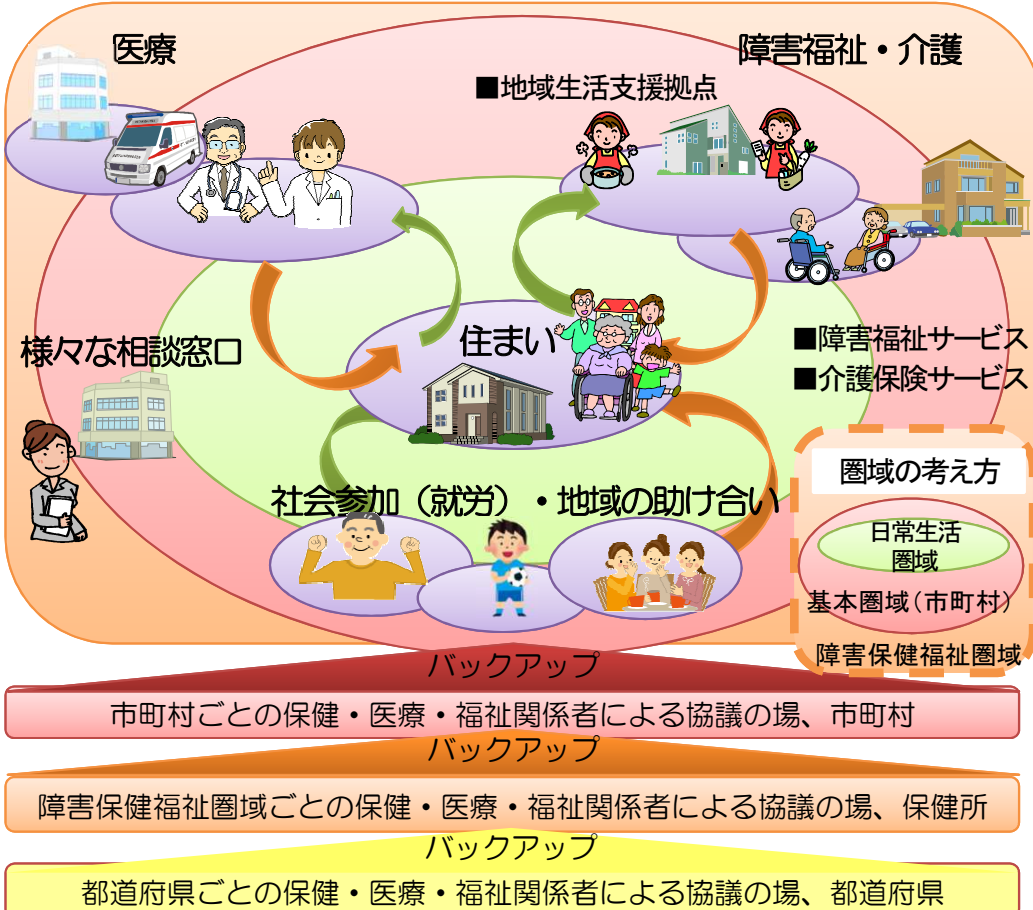 医療
障害福祉・介護
■地域生活支援拠点
住まい
様々な相談窓口
■障害福祉サービス
■介護保険サービス
社会参加（就労）・地域の助け合い
圏域の考え方
日常生活
圏域
基本圏域（市町村）
障害保健福祉圏域
バックアップ
市町村ごとの保健・医療・福祉関係者による協議の場、市町村
バックアップ
障害保健福祉圏域ごとの保健・医療・福祉関係者による協議の場、保健所
バックアップ
都道府県ごとの保健・医療・福祉関係者による協議の場、都道府県